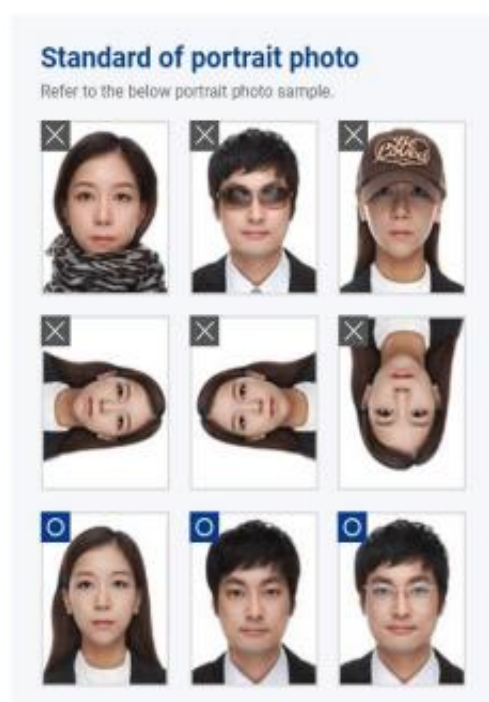 Standard of portrait photo
Refer to the below portrait photo sample.